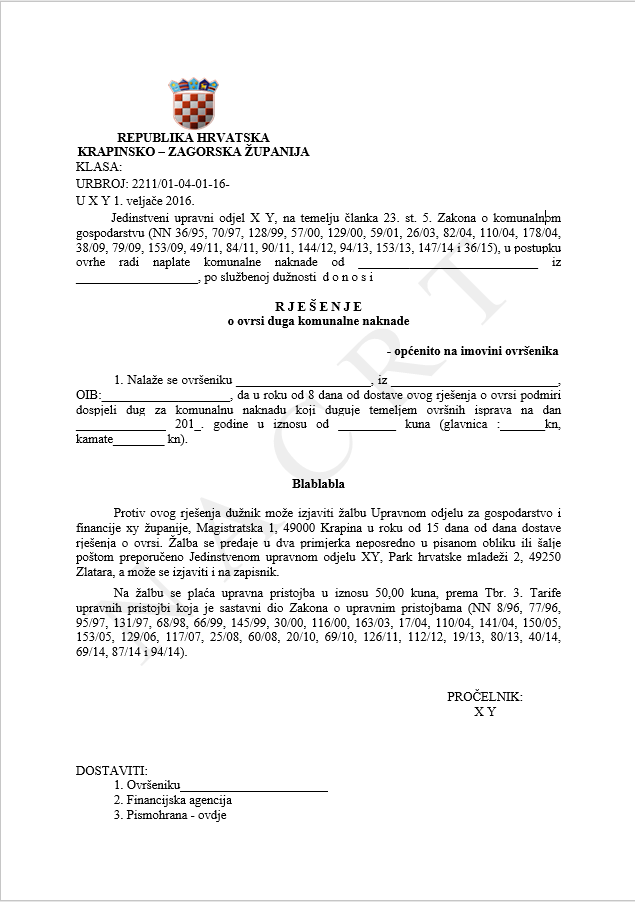 REPUBLIKA HRVATSKA
KRAPINSKO – ZAGORSKA ŽUPANIJA
KLASA:
URBROJ: 2211/01-04-01-16-
U X Y 1. veljače 2016.
Jedinstveni upravni odjel X Y, na temelju članka 23. st. 5. Zakona o komunalnom
gospodarstvu (NN 36/95, 70/97, 128/99, 57/00, 129/00, 59/01, 26/03, 82/04, 110/04, 178/04,
38/09, 79/09, 153/09, 49/11, 84/11, 90/11, 144/12, 94/13, 153/13, 147/14 i 36/15), u postupku
ovrhe radi naplate komunalne naknade od ____________________________ iz
___________________, po službenoj dužnosti d o n o s i
R J E Š E N J E
o ovrsi duga komunalne naknade
- općenito na imovini ovršenika
1. Nalaže se ovršeniku _____________________, iz __________________________,
OIB:____________________, da u roku od 8 dana od dostave ovog rješenja o ovrsi podmiri
dospjeli dug za komunalnu naknadu koji duguje temeljem ovršnih isprava na dan
______________ 201_. godine u iznosu od _________ kuna (glavnica :_______kn,
kamate________ kn).
Blablabla
Protiv ovog rješenja dužnik može izjaviti žalbu Upravnom odjelu za gospodarstvo i
financije xy županije, Magistratska 1, 49000 Krapina u roku od 15 dana od dana dostave
rješenja o ovrsi. Žalba se predaje u dva primjerka neposredno u pisanom obliku ili šalje
poštom preporučeno Jedinstvenom upravnom odjelu XY, Park hrvatske mladeži 2, 49250
Zlatara, a može se izjaviti i na zapisnik.
Na žalbu se plaća upravna pristojba u iznosu 50,00 kuna, prema Tbr. 3. Tarife
upravnih pristojbi koja je sastavni dio Zakona o upravnim pristojbama (NN 8/96, 77/96,
95/97, 131/97, 68/98, 66/99, 145/99, 30/00, 116/00, 163/03, 17/04, 110/04, 141/04, 150/05,
153/05, 129/06, 117/07, 25/08, 60/08, 20/10, 69/10, 126/11, 112/12, 19/13, 80/13, 40/14,
69/14, 87/14 i 94/14).
PROČELNIK:
X Y
DOSTAVITI:
1. Ovršeniku_______________________
2. Financijska agencija
3. Pismohrana - ovdje
NACRT